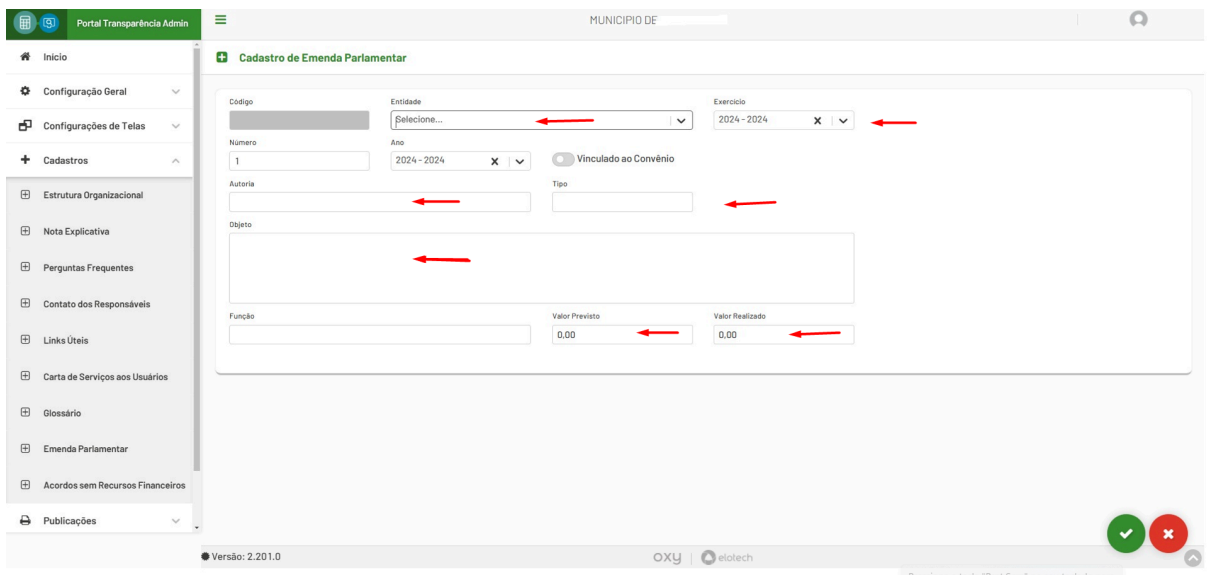 Portal Transparência Admin
MUNICIPIO DE
Início
Cadastro de Emenda Parlamentar
Configuração Geral
Configurações de Telas
Cadastros
Estrutura Organizacional
Nota Explicativa
Perguntas Frequentes
Contato dos Responsáveis
Links Úteis
Carta de Serviços aos Usuários
Glossário
Emenda Parlamentar
Acordos sem Recursos Financeiros
Publicações
Código
Entidade
Exercício
Selecione...
2024 - 2024
Número
Ano
1
2024 - 2024
Vinculado ao Convênio
Autoria
Tipo
Objeto
Função
Valor Previsto
Valor Realizado
0,00
0,00
Versão: 2.201.0
OXY
elotech